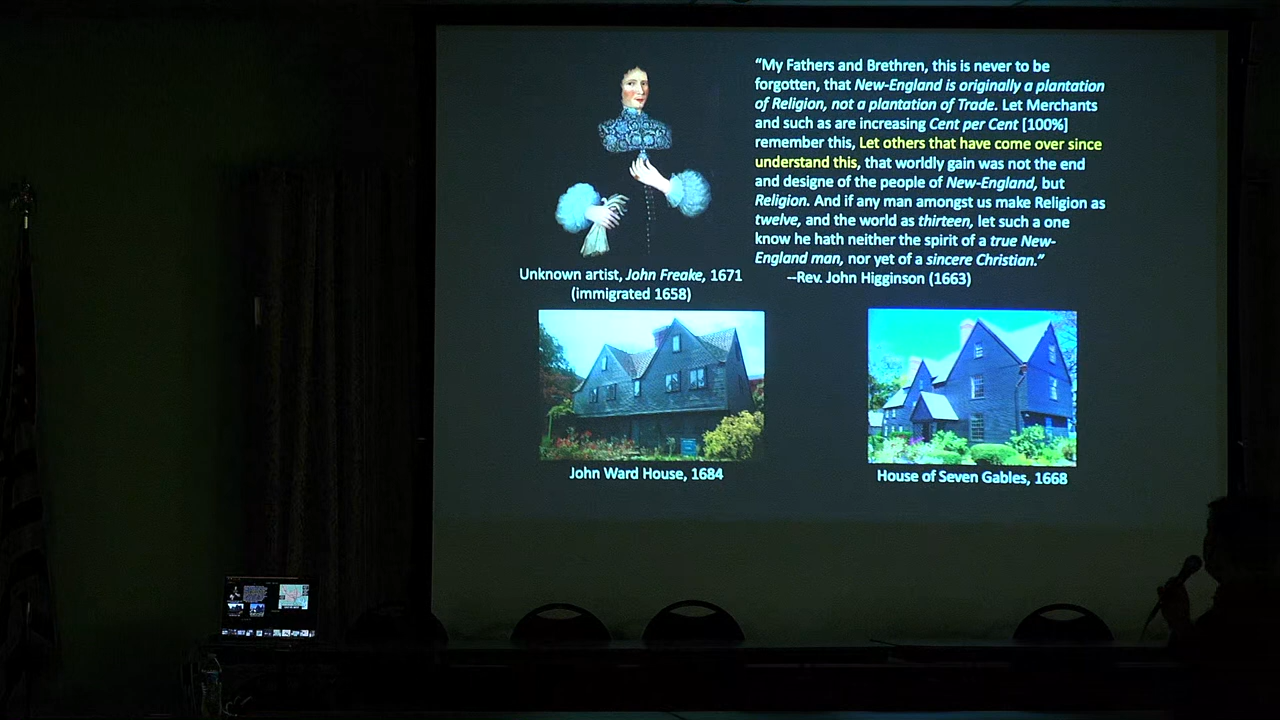 “My Fathers and Brethren, this is never to be
forgotten, that New-England is originally a plantation
of Religion, not a plantation of Trade. Let Merchants
and such as are increasing Cent per Cent [100%]
remember this, Let others that have come over since
understand this, that worldly gain was not the end
and designe of the people of New-England, but
Religion. And if any man amongst us make Religion as
twelve, and the world as thirteen, let such a one
know he hath neither the spirit of a true New-
England man, nor yet of a sincere Christian.”
--Rev. John Higginson (1663)
Unknown artist, John Freake, 1671
(immigrated 1658)
John Ward House, 1684
House of Seven Gables, 1668